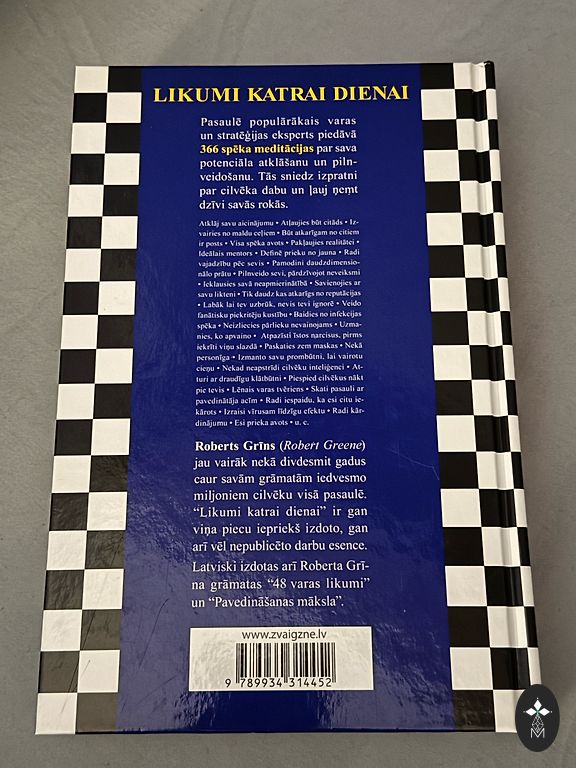 LIKUMI KATRAI DIENAI
Pasaulē populārākais varas
un stratēģijas eksperts piedāvā
366 spēka meditācijas par sava
potenciāla atklāšanu un piln-
veidošanu. Tās sniedz izpratni
par cilvēka dabu un ļauj ņemt
dzīvi savās rokās.
Atklāj savu aicinājumu • Atļaujies būt citāds • Iz-
vairies no maldu ceļiem • Būt atkarīgam no citiem
ir posts • Visa spēka avots • Pakļaujies realitātei •
Ideālais mentors • Definē prieku no jauna • Radi
vajadzību pēc sevis • Pamodini daudzdimensio-
nālo prātu • Pilnveido sevi, pārdzīvojot neveiksmi
• Ieklausies savā neapmierinātībā • Savienojies ar
savu likteni • Tik daudz kas atkarīgs no reputācijas
• Labāk lai tev uzbrūk, nevis tevi ignorē • Veido
fanātisku piekritēju kustību • Baidies no infekcijas
spēka • Neizliecies pārlieku nevainojams • Uzma-
nies, ko apvaino • Atpazīsti īstos narcisus, pirms
iekrīti viņu slazdā • Paskaties zem maskas • Nekā
personīga • Izmanto savu prombūtni, lai vairotu
cieņu • Nekad neapstrīdi cilvēku inteliģenci • At-
turi ar draudīgu klātbūtni • Piespied cilvēkus nākt
pie tevis • Lēnais varas tvēriens • Skati pasauli ar
pavedinātāja acīm • Radi iespaidu, ka esi citu ie-
kārots • Izraisi vīrusam līdzīgu efektu • Radi kār-
dinājumu • Esi prieka avots • u. c.
Roberts Grīns (Robert Greene)
jau vairāk nekā divdesmit gadus
caur savām grāmatām iedvesmo
miljoniem cilvēku visā pasaulē.
“Likumi katrai dienai” ir gan
viņa piecu iepriekš izdoto, gan
arī vēl nepublicēto darbu esence.
Latviski izdotas arī Roberta Grī-
na grāmatas “48 varas likumi”
un “Pavedināšanas māksla”.
www.zvaigzne.lv
9 789934 314452
M